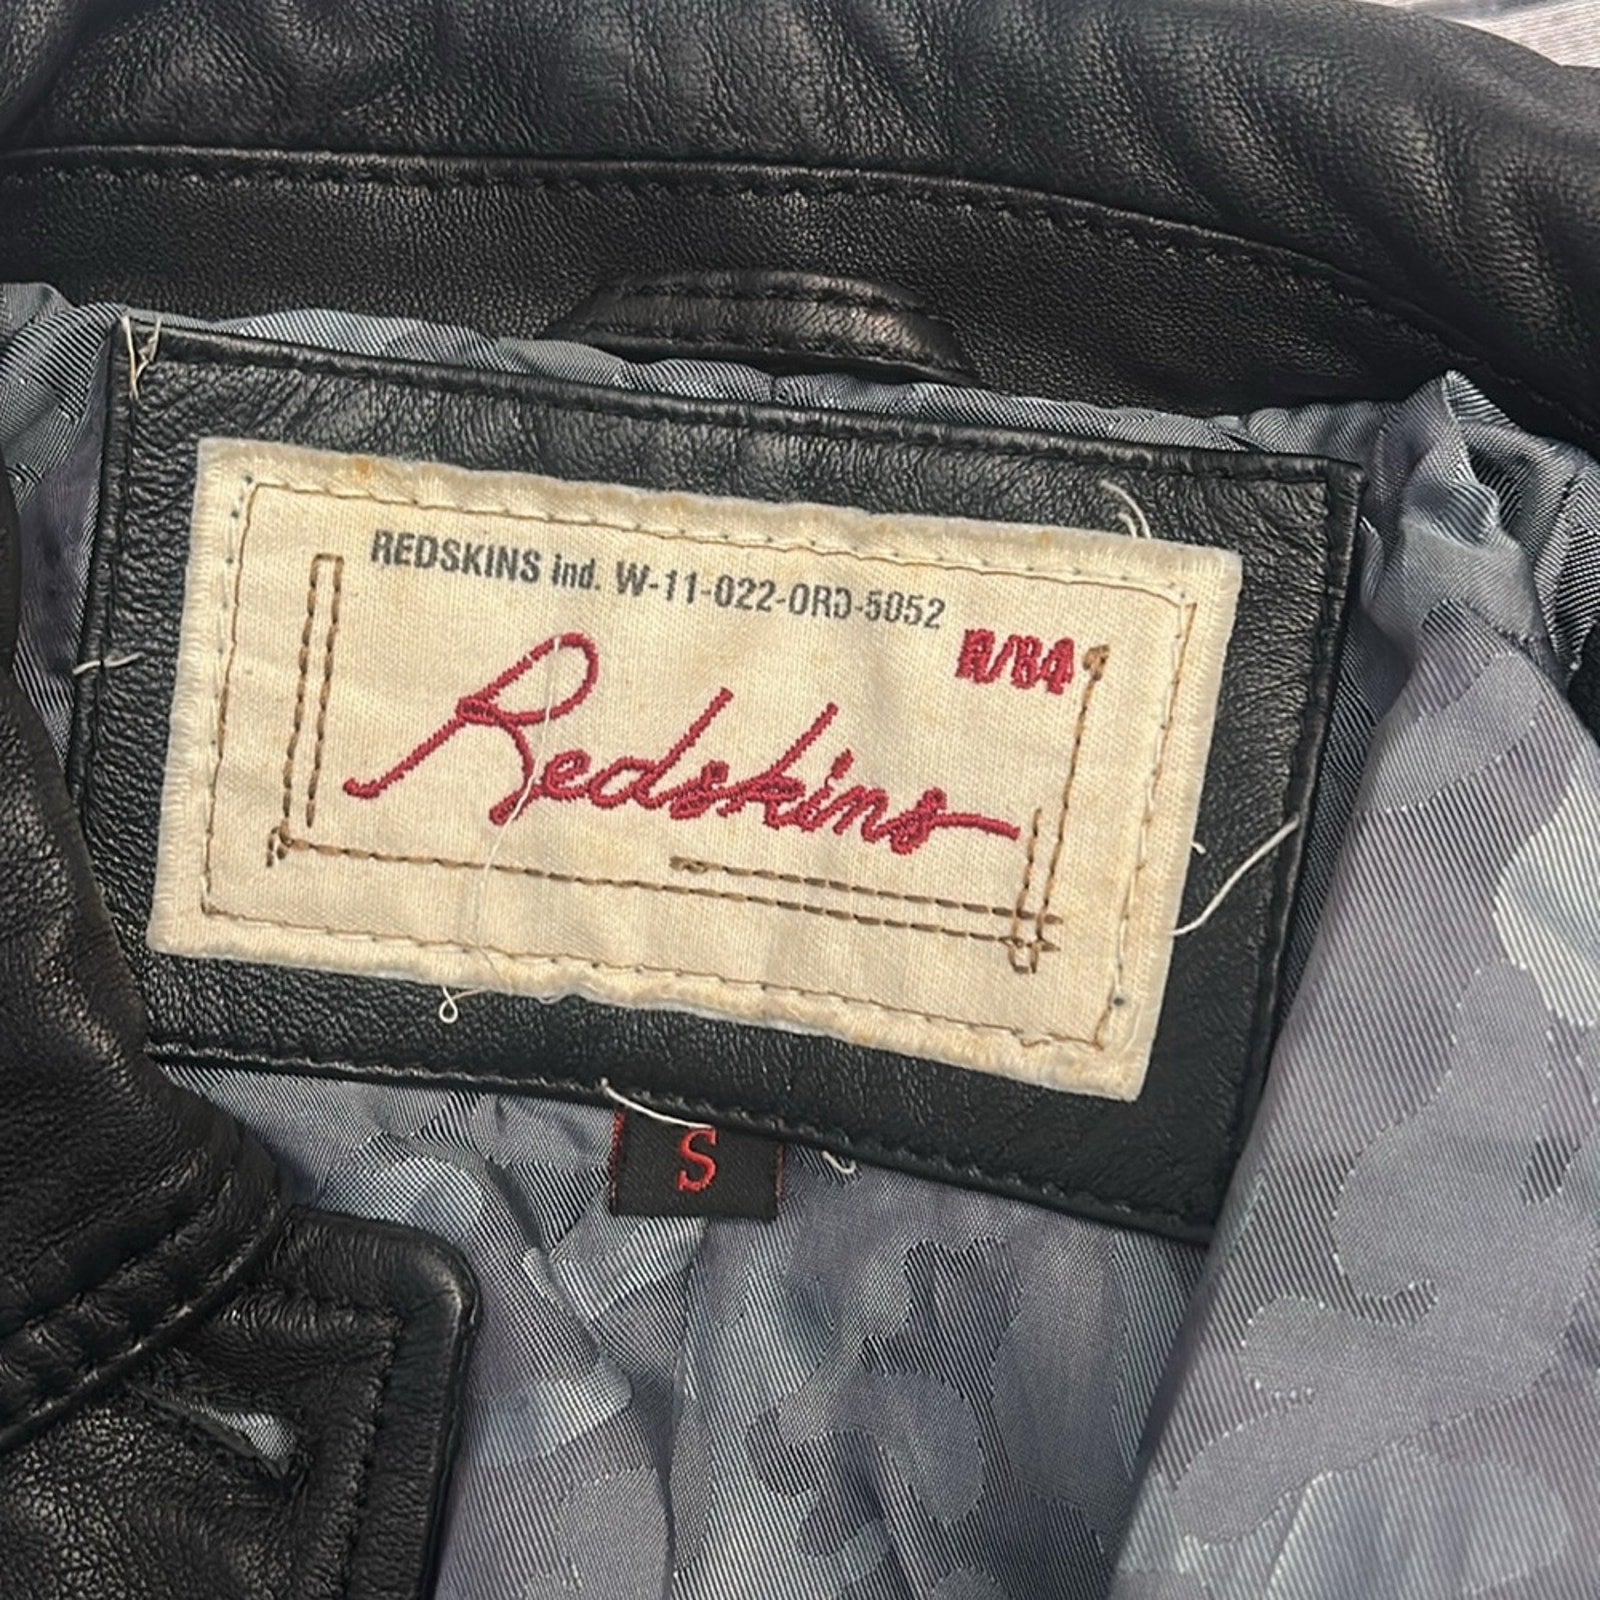 REDSKINS ind. W-11-022-ORD-5052
R/84
Redskins
S